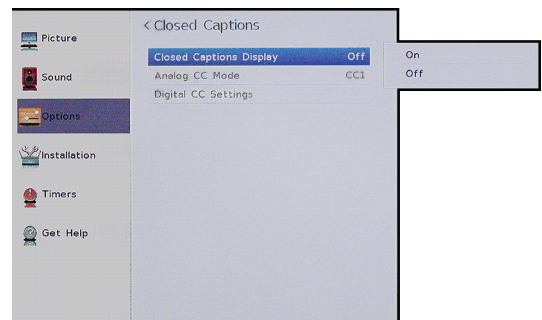 Picture
Sound
Options
Installation
Timers
Get Help
< Closed Captions
Closed Captions Display Off
Analog CC Mode CC1
Digital CC Settings
On
Off